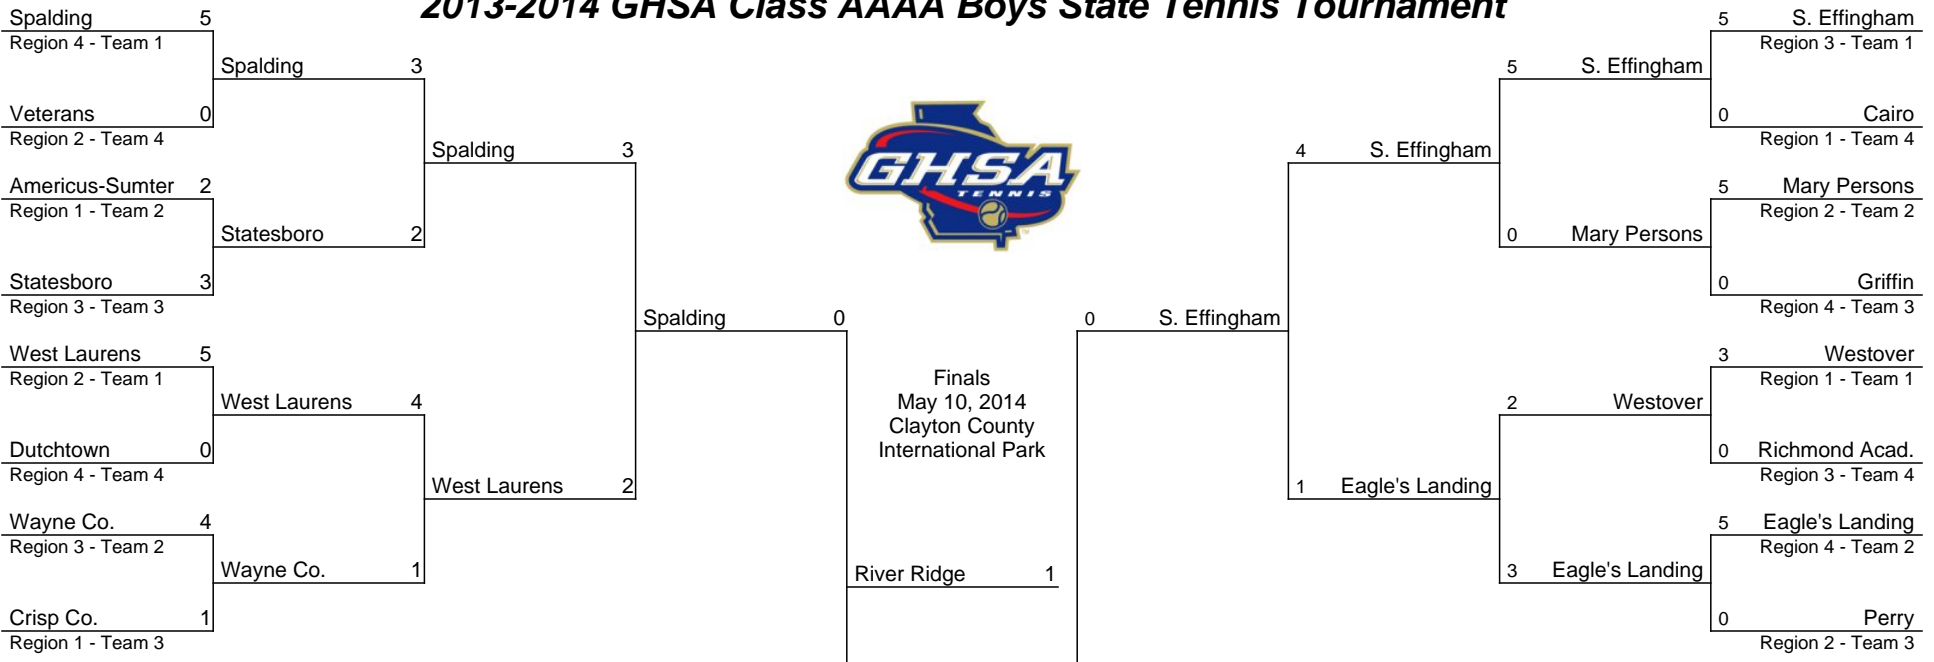 2013-2014 GHSA Class AAAA Boys State Tennis Tournament
Spalding 5
Region 4 - Team 1
Veterans 0
Region 2 - Team 4
Americus-Sumter 2
Region 1 - Team 2
Statesboro 3
Region 3 - Team 3
West Laurens 5
Region 2 - Team 1
Dutchtown 0
Region 4 - Team 4
Wayne Co. 4
Region 3 - Team 2
Crisp Co. 1
Region 1 - Team 3
Spalding 3
Statesboro 2
West Laurens 4
Wayne Co. 1
Spalding 3
West Laurens 2
Spalding 0
GHSA
TENNIS
TM
Finals
May 10, 2014
Clayton County
International Park
River Ridge 1
0 S. Effingham
4 S. Effingham
1 Eagle's Landing
5 S. Effingham
0 Mary Persons
2 Westover
3 Eagle's Landing
5 S. Effingham
Region 3 - Team 1
0 Cairo
Region 1 - Team 4
5 Mary Persons
Region 2 - Team 2
0 Griffin
Region 4 - Team 3
3 Westover
Region 1 - Team 1
0 Richmond Acad.
Region 3 - Team 4
5 Eagle's Landing
Region 4 - Team 2
0 Perry
Region 2 - Team 3